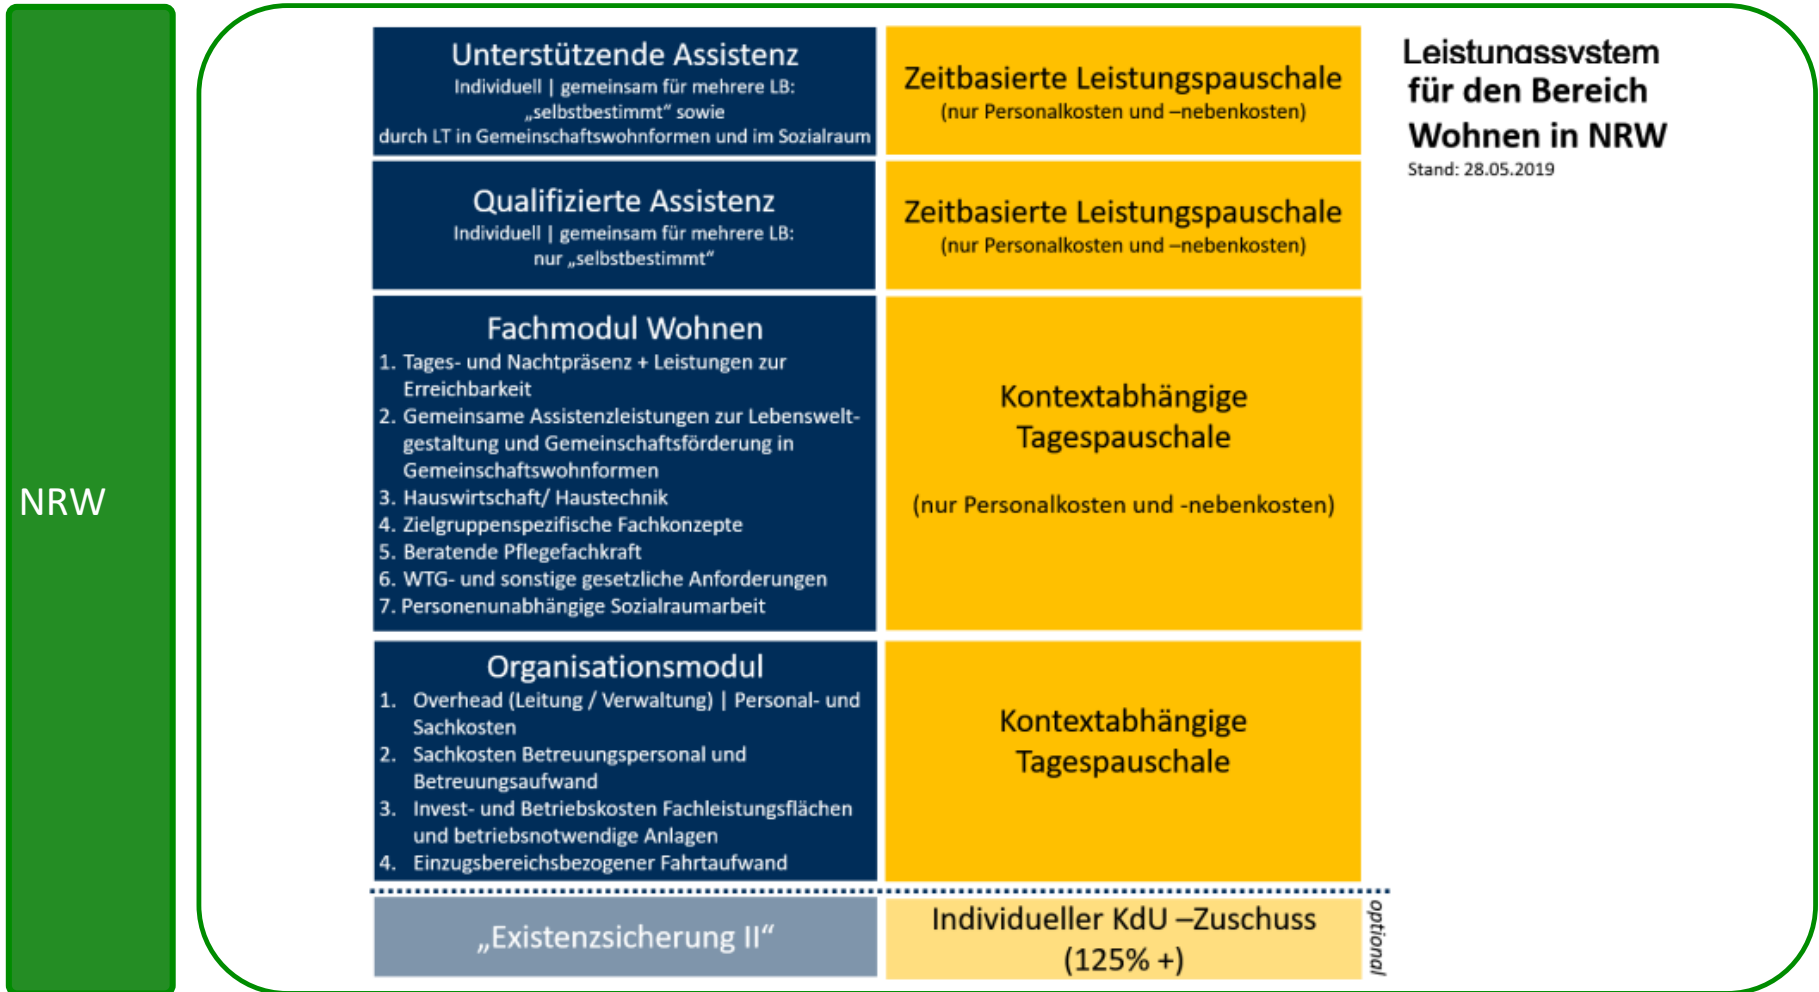 NRW
Unterstützende Assistenz
Individuell | gemeinsam für mehrere LB:
„selbstbestimmt“ sowie
durch LT in Gemeinschaftswohnformen und im Sozialraum
Zeitbasierte Leistungspauschale
(nur Personalkosten und –nebenkosten)
Leistungssystem
für den Bereich
Wohnen in NRW
Stand: 28.05.2019
Qualifizierte Assistenz
Individuell | gemeinsam für mehrere LB:
nur „selbstbestimmt“
Zeitbasierte Leistungspauschale
(nur Personalkosten und –nebenkosten)
Fachmodul Wohnen
1. Tages- und Nachtpräsenz + Leistungen zur
Erreichbarkeit
2. Gemeinsame Assistenzleistungen zur Lebenswelt-
gestaltung und Gemeinschaftsförderung in
Gemeinschaftswohnformen
3. Hauswirtschaft/ Haustechnik
4. Zielgruppenspezifische Fachkonzepte
5. Beratende Pflegefachkraft
6. WTG- und sonstige gesetzliche Anforderungen
7. Personenunabhängige Sozialraumarbeit
Kontextabhängige
Tagespauschale
(nur Personalkosten und -nebenkosten)
Organisationsmodul
1. Overhead (Leitung / Verwaltung) | Personal- und
Sachkosten
2. Sachkosten Betreuungspersonal und
Betreuungsaufwand
3. Invest- und Betriebskosten Fachleistungsflächen
und betriebsnotwendige Anlagen
4. Einzugsbereichsbezogener Fahrtaufwand
Kontextabhängige
Tagespauschale
„Existenzsicherung II“
Individueller KdU –Zuschuss
(125% +)
optional